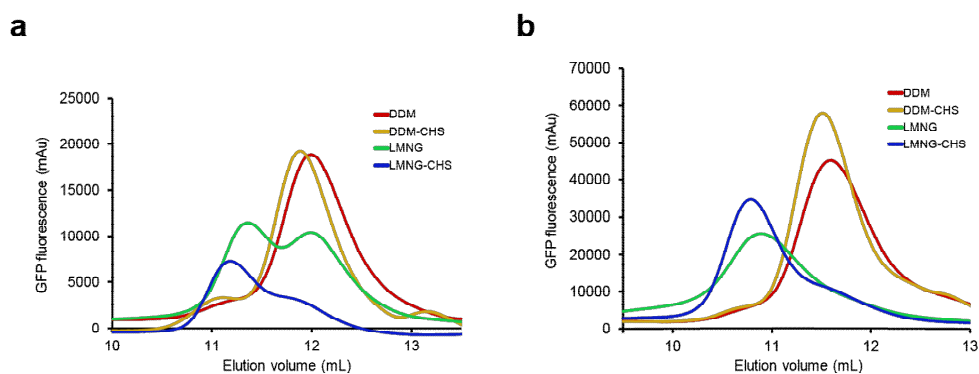 a
25000
20000
15000
10000
5000
0
GFP fluorescence (mAu)
10 11 12 13
Elution volume (mL)
DDM
DDM-CHS
LMNG
LMNG-CHS
b
70000
60000
50000
40000
30000
20000
10000
0
GFP fluorescence (mAu)
10 11 12 13
Elution volume (mL)
DDM
DDM-CHS
LMNG
LMNG-CHS